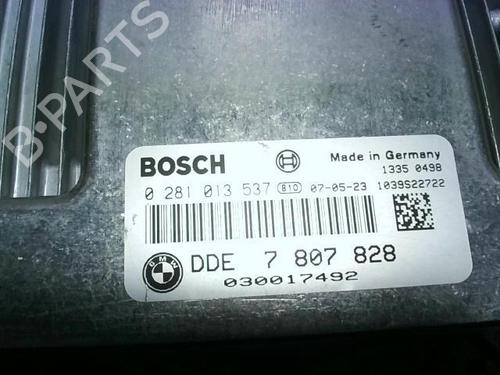 B-PARTS
BOSCH Made in Germany
1335 0498
0 281 013 537 810 07-05-23 1039S22722
BMW DDE 7 807 828
030017492